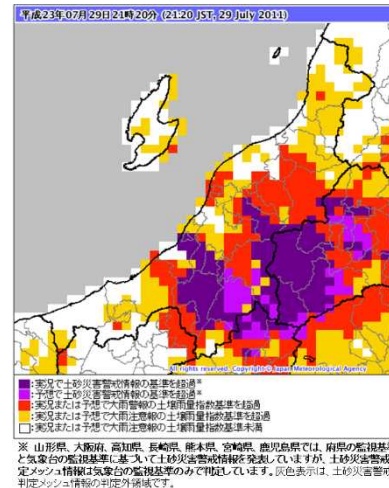 平成23年07月29日21時20分 (21:20 JST, 29 July 2011)
All rights reserved. Copyright © Japan Meteorological Agency
:実況で土砂災害警戒情報の基準を超過※
:予想で土砂災害警戒情報の基準を超過※
:実況または予想で大雨警報の土壌雨量指数基準を超過
:実況または予想で大雨注意報の土壌雨量指数基準を超過
:実況または予想で大雨注意報の土壌雨量指数基準未満
※ 山形県、大阪府、高知県、長崎県、熊本県、宮崎県、鹿児島県では、府県の監視基準
と気象台の監視基準に基づいて土砂災害警戒情報を発表していますが、土砂災害警戒
定メッシュ情報は気象台の監視基準のみで判定しています。灰色表示は、土砂災害警戒
判定メッシュ情報の判定対象外領域です。